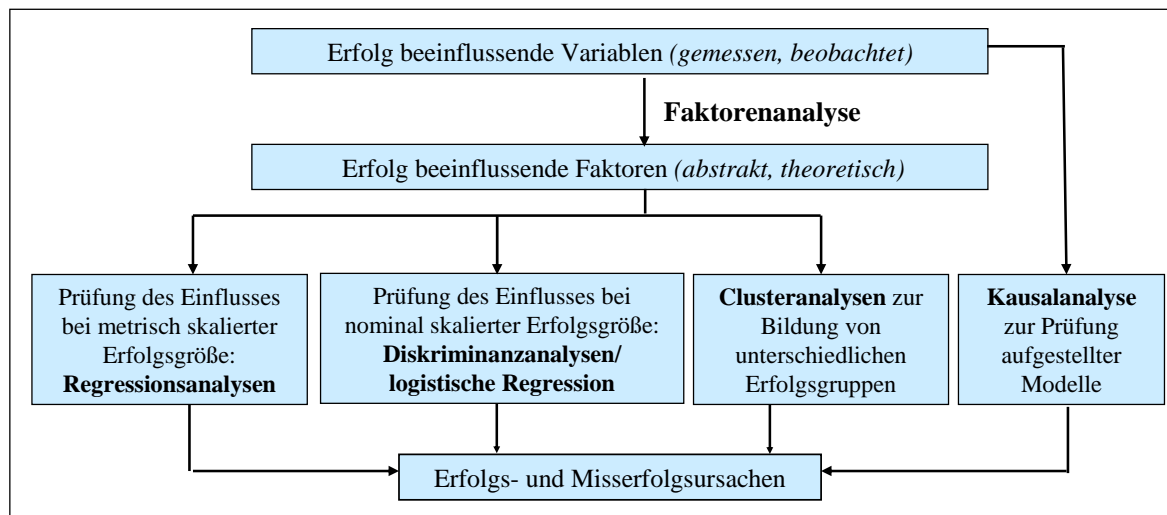 Erfolg beeinflussende Variablen (gemessen, beobachtet)
Faktorenanalyse
Erfolg beeinflussende Faktoren (abstrakt, theoretisch)
Prüfung des Einflusses
bei metrisch skalierter
Erfolgsgröße:
Regressionsanalysen
Prüfung des Einflusses bei
nominal skalierter Erfolgsgröße:
Diskriminanzanalysen/
logistische Regression
Clusteranalysen zur
Bildung von
unterschiedlichen
Erfolgsgruppen
Kausalanalyse
zur Prüfung
aufgestellter
Modelle
Erfolgs- und Misserfolgsursachen